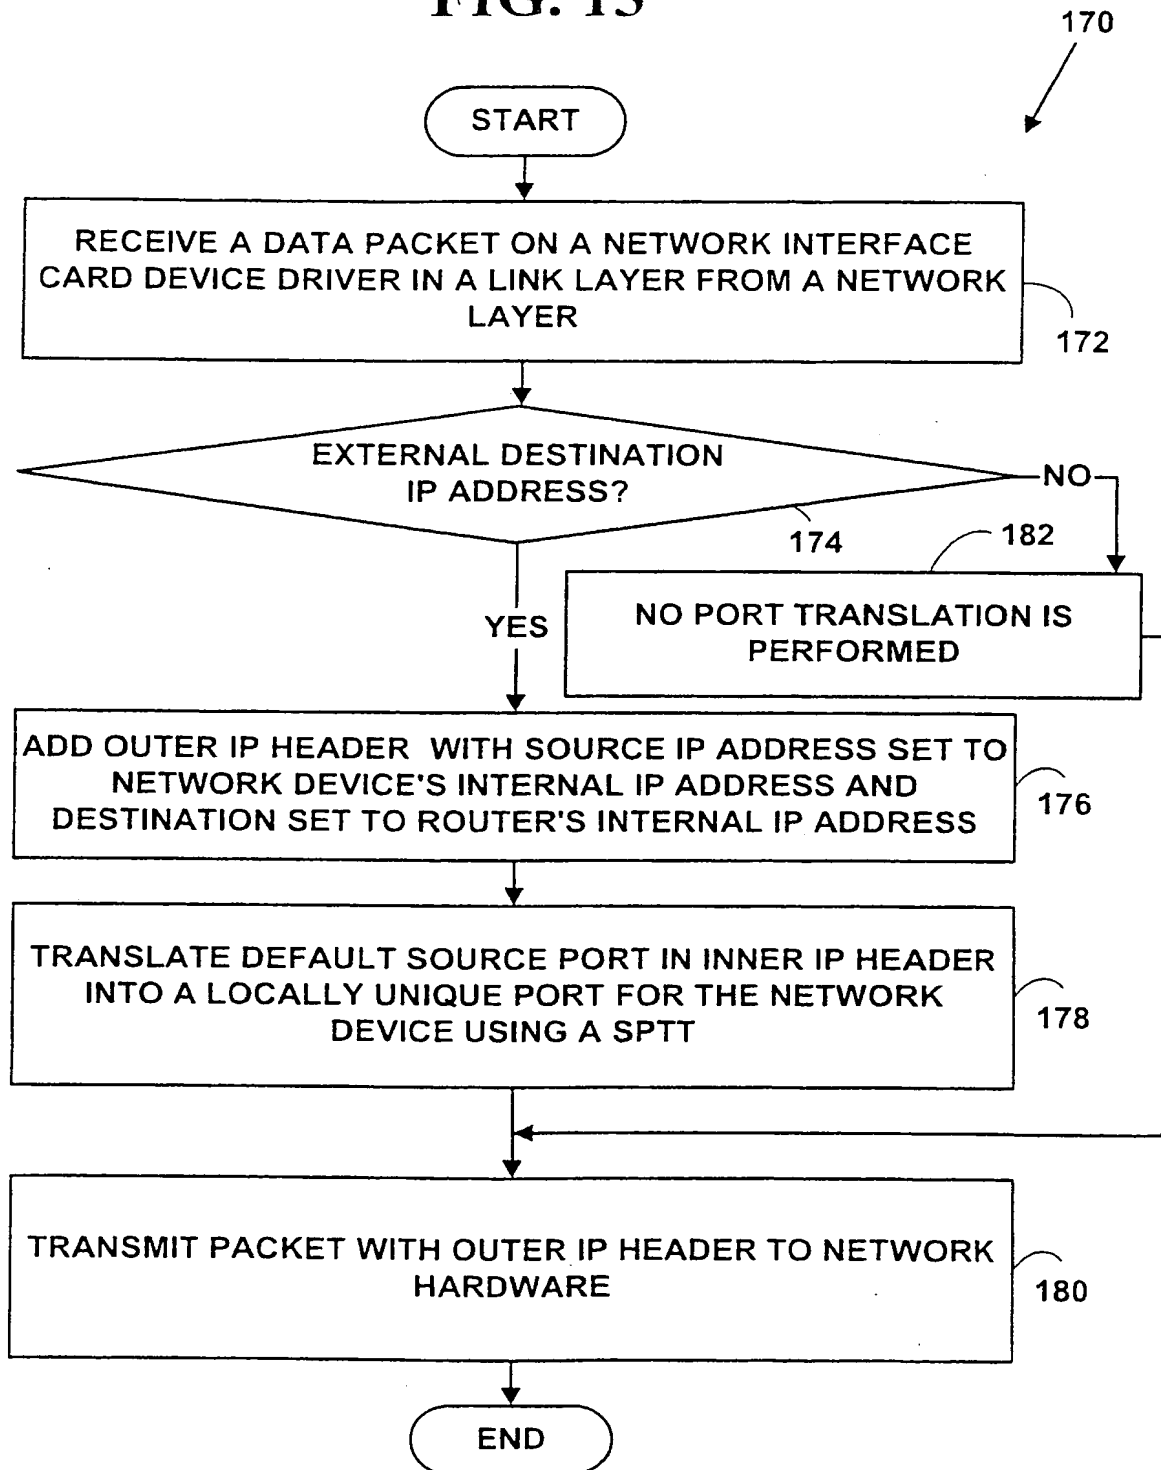 FIG. 13
170
START
RECEIVE A DATA PACKET ON A NETWORK INTERFACE
CARD DEVICE DRIVER IN A LINK LAYER FROM A NETWORK
LAYER
172
EXTERNAL DESTINATION
IP ADDRESS?
NO
174
182
YES
NO PORT TRANSLATION IS
PERFORMED
ADD OUTER IP HEADER WITH SOURCE IP ADDRESS SET TO
NETWORK DEVICE'S INTERNAL IP ADDRESS AND
DESTINATION SET TO ROUTER'S INTERNAL IP ADDRESS
176
TRANSLATE DEFAULT SOURCE PORT IN INNER IP HEADER
INTO A LOCALLY UNIQUE PORT FOR THE NETWORK
DEVICE USING A SPTT
178
TRANSMIT PACKET WITH OUTER IP HEADER TO NETWORK
HARDWARE
180
END